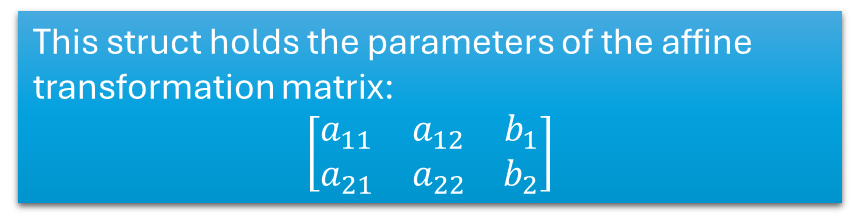 This struct holds the parameters of the affine
transformation matrix:
[a₁₁ a₁₂ b₁
a₂₁ a₂₂ b₂]